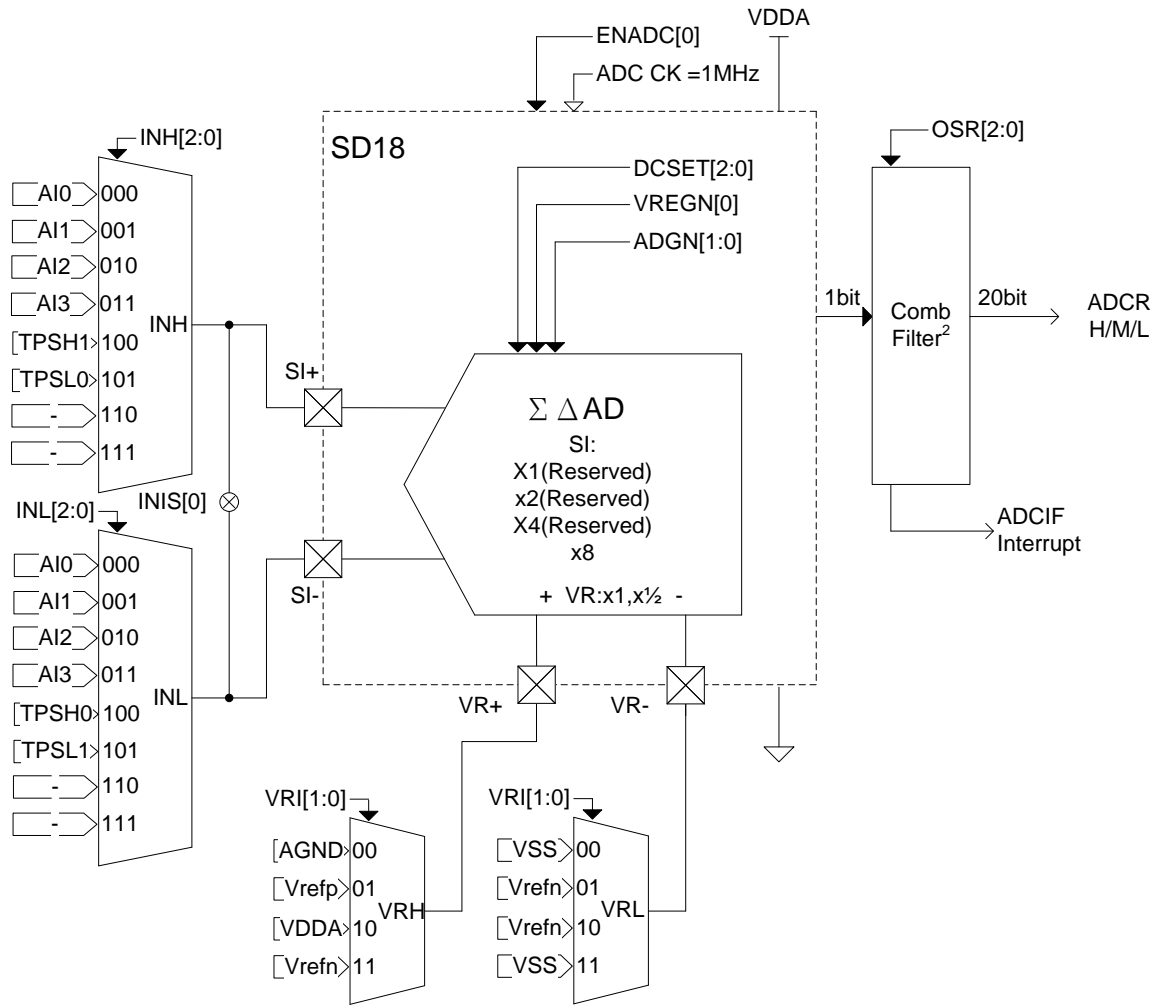 VDDA
ENADC[0]
ADC CK =1MHz
SD18
INH[2:0]
AI0 000
AI1 001
AI2 010
AI3 011
TPSH1 100
TPSL0 101
- 110
- 111
INH
INIS[0]
INL[2:0]
AI0 000
AI1 001
AI2 010
AI3 011
TPSH0 100
TPSL1 101
- 110
- 111
INL
SI+
SI-
DCSET[2:0]
VREGN[0]
ADGN[1:0]
Σ Δ AD
SI:
X1(Reserved)
x2(Reserved)
X4(Reserved)
x8
+ VR:x1,x½ -
VR+
VR-
OSR[2:0]
1bit
Comb
Filter²
20bit
ADCR
H/M/L
ADCIF
Interrupt
VRI[1:0]
AGND 00
Vrefp 01
VDDA 10
Vrefn 11
VRH
VRI[1:0]
VSS 00
Vrefn 01
Vrefn 10
VSS 11
VRL